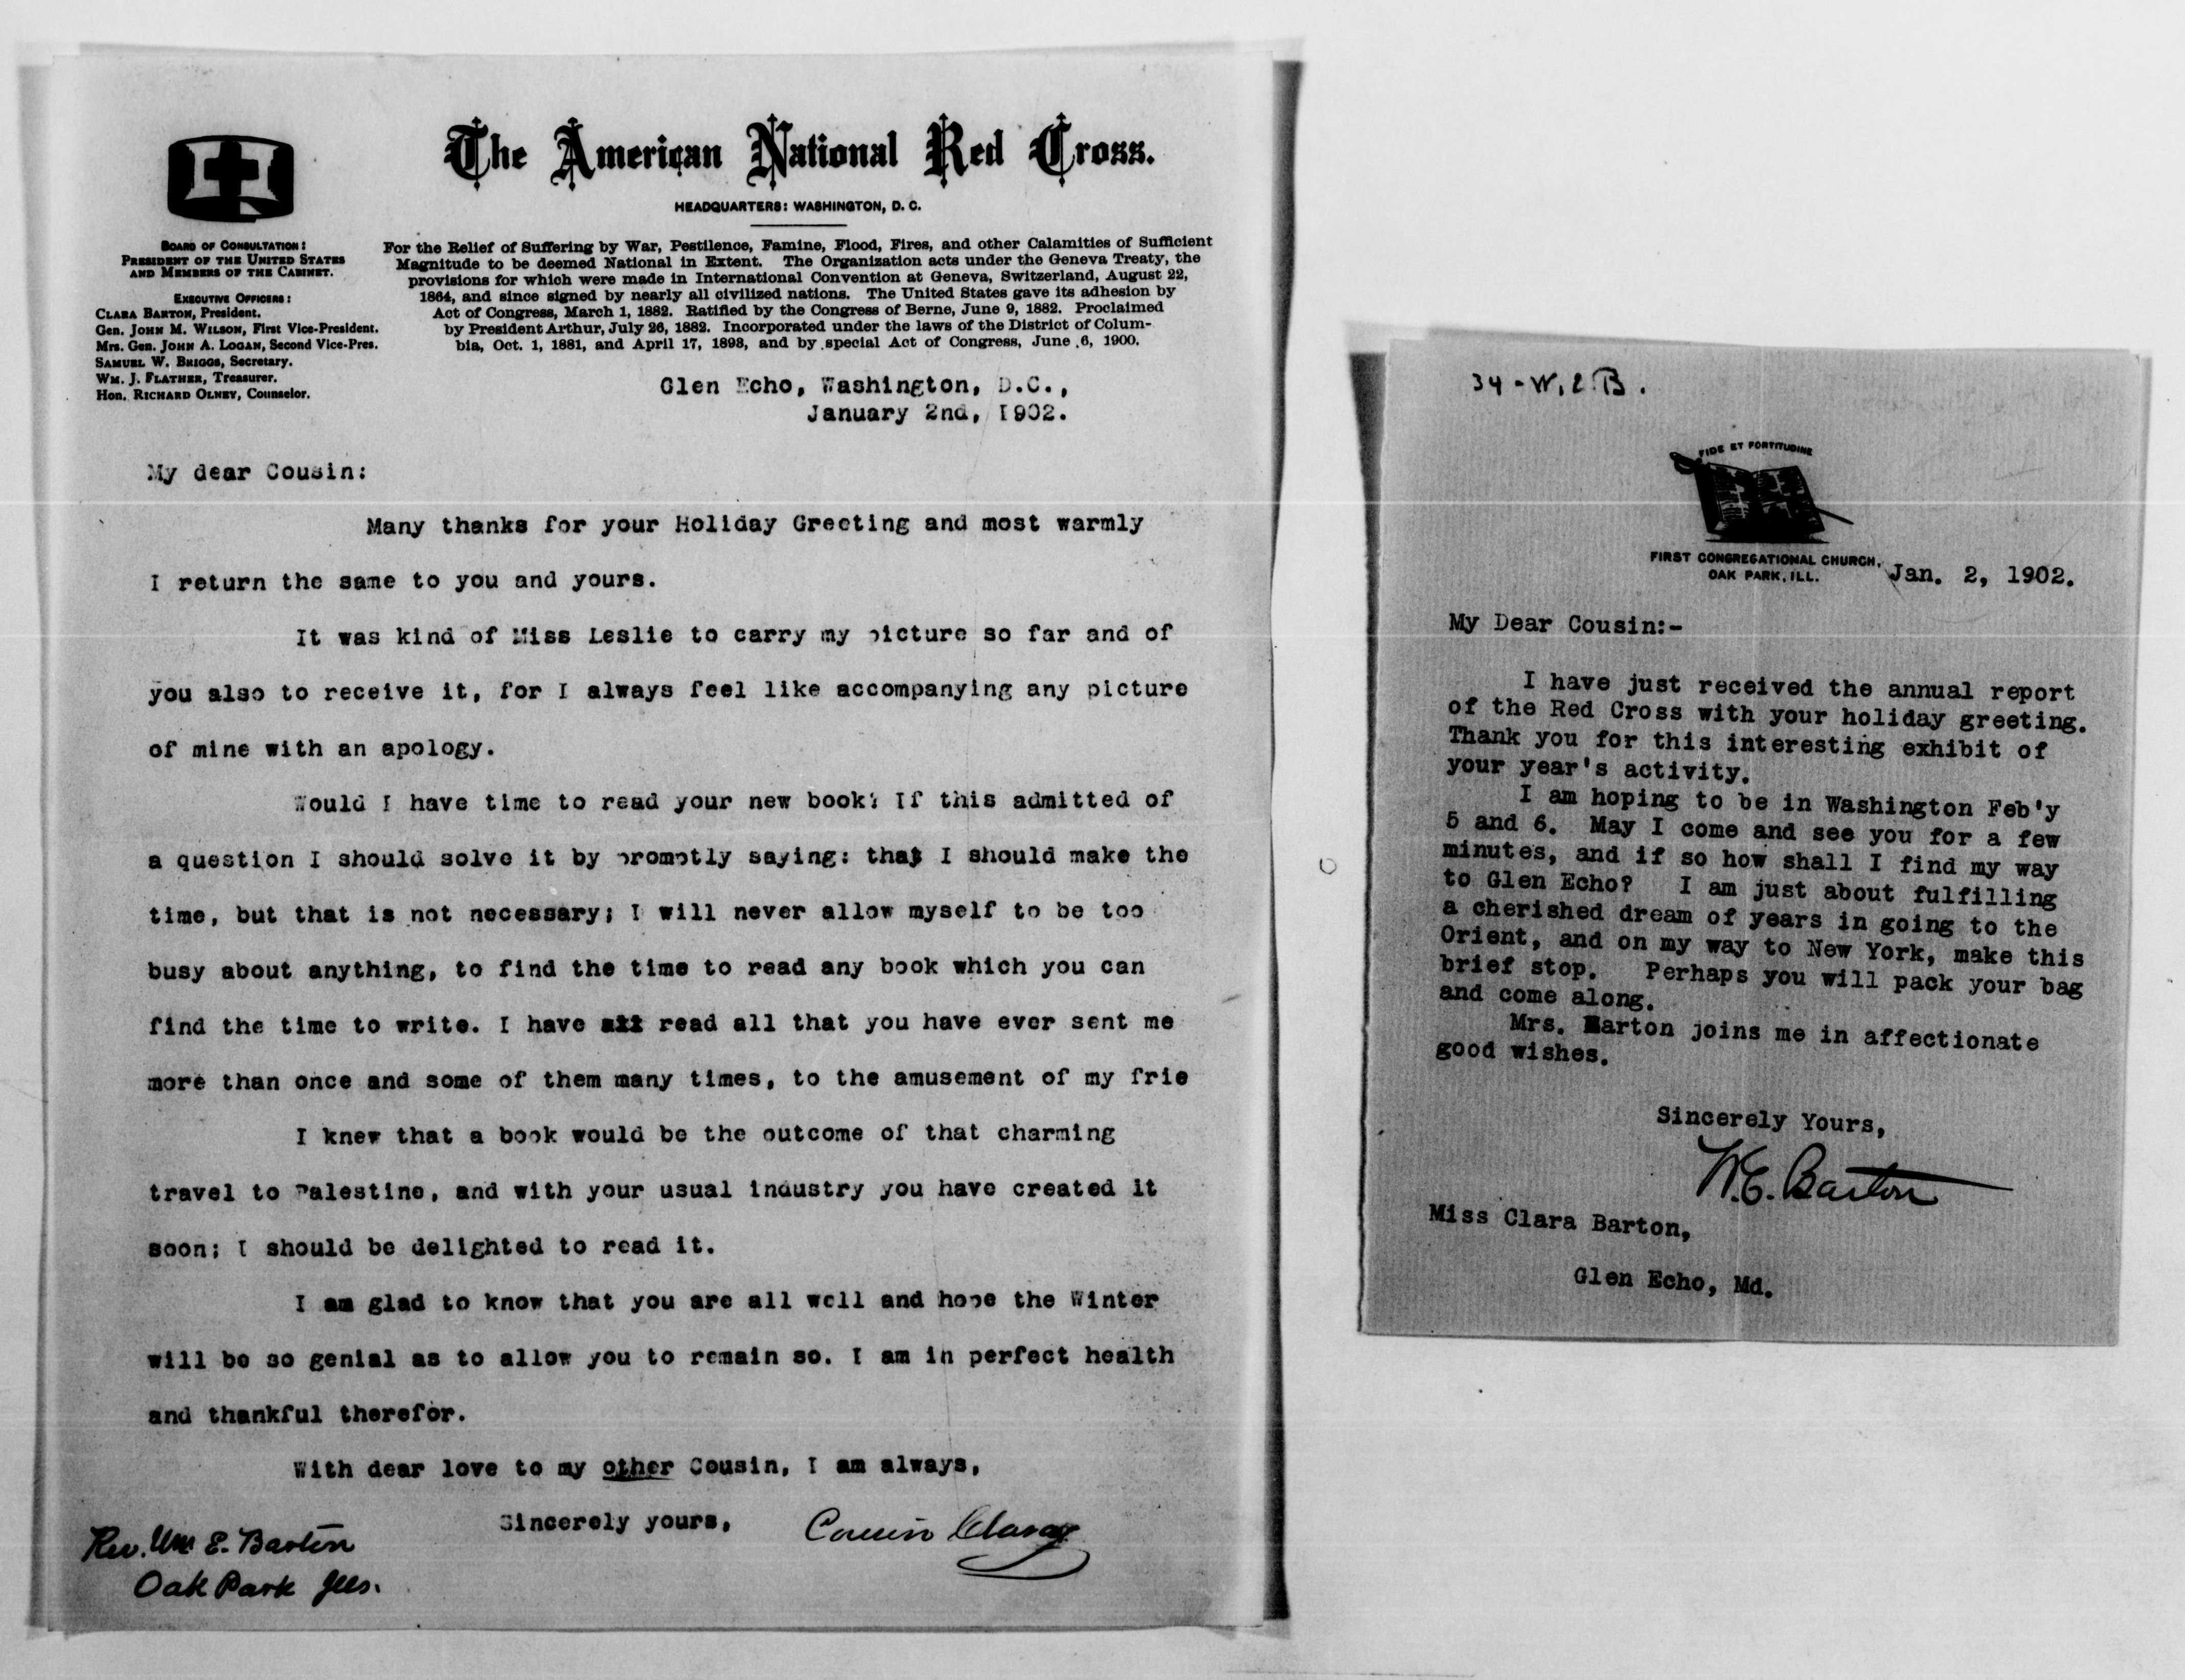 The American National Red Cross.
HEADQUARTERS: WASHINGTON, D. C.
BOARD OF CONSULTATION:
PRESIDENT OF THE UNITED STATES
AND MEMBERS OF THE CABINET.
EXECUTIVE OFFICERS:
CLARA BARTON, President.
Gen. JOHN M. WILSON, First Vice-President.
Mrs. Gen. JOHN A. LOGAN, Second Vice-Pres.
SAMUEL W. BRIGGS, Secretary.
WM. J. FLATHER, Treasurer.
Hon. RICHARD OLNEY, Counselor.
For the Relief of Suffering by War, Pestilence, Famine, Flood, Fires, and other Calamities of Sufficient
Magnitude to be deemed National in Extent. The Organization acts under the Geneva Treaty, the
provisions for which were made in International Convention at Geneva, Switzerland, August 22,
1864, and since signed by nearly all civilized nations. The United States gave its adhesion by
Act of Congress, March 1, 1882. Ratified by the Congress of Berne, June 9, 1882. Proclaimed
by President Arthur, July 26, 1882. Incorporated under the laws of the District of Colum-
bia, Oct. 1, 1881, and April 17, 1893, and by special Act of Congress, June 6, 1900.
Glen Echo, Washington, D.C.,
January 2nd, I902.
My dear Cousin:
Many thanks for your Holiday Greeting and most warmly
I return the same to you and yours.
It was kind of Miss Leslie to carry my picture so far and of
you also to receive it, for I always feel like accompanying any picture
of mine with an apology.
Would I have time to read your new book? If this admitted of
a question I should solve it by promptly saying: that I should make the
time, but that is not necessary; I will never allow myself to be too
busy about anything, to find the time to read any book which you can
find the time to write. I have all read all that you have ever sent me
more than once and some of them many times, to the amusement of my frie
I knew that a book would be the outcome of that charming
travel to Palestine, and with your usual industry you have created it
soon; I should be delighted to read it.
I am glad to know that you are all well and hope the Winter
will be so genial as to allow you to remain so. I am in perfect health
and thankful therefor.
With dear love to my other Cousin, I am always,
Sincerely yours, Cousin Clara
Rev. Wm E. Barton
Oak Park Ills.
34 - W. E. B.
FIDE ET FORTITUDINE
FIRST CONGREGATIONAL CHURCH,
OAK PARK, ILL.
Jan. 2, 1902.
My Dear Cousin:-
I have just received the annual report
of the Red Cross with your holiday greeting.
Thank you for this interesting exhibit of
your year's activity.
I am hoping to be in Washington Feb'y
5 and 6. May I come and see you for a few
minutes, and if so how shall I find my way
to Glen Echo? I am just about fulfilling
a cherished dream of years in going to the
Orient, and on my way to New York, make this
brief stop. Perhaps you will pack your bag
and come along.
Mrs. Barton joins me in affectionate
good wishes.
Sincerely Yours,
W.E. Barton
Miss Clara Barton,
Glen Echo, Md.